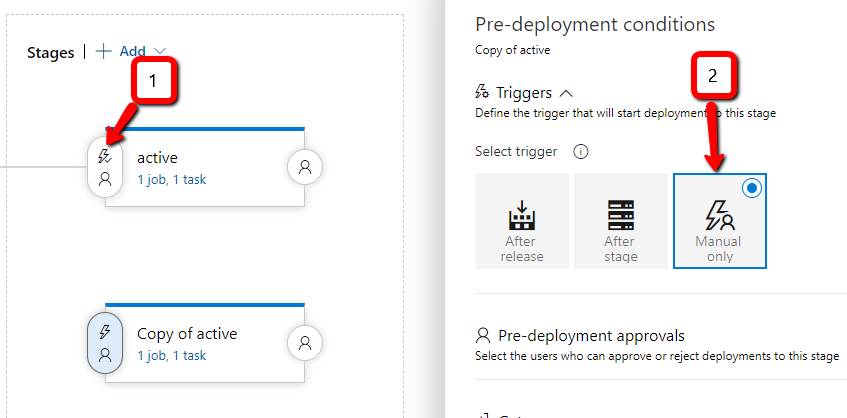 Stages | + Add
1
active
1 job, 1 task
Copy of active
1 job, 1 task
Pre-deployment conditions
Copy of active
2
Triggers
Define the trigger that will start deployment to this stage
Select trigger
After
release
After
stage
Manual
only
Pre-deployment approvals
Select the users who can approve or reject deployments to this stage